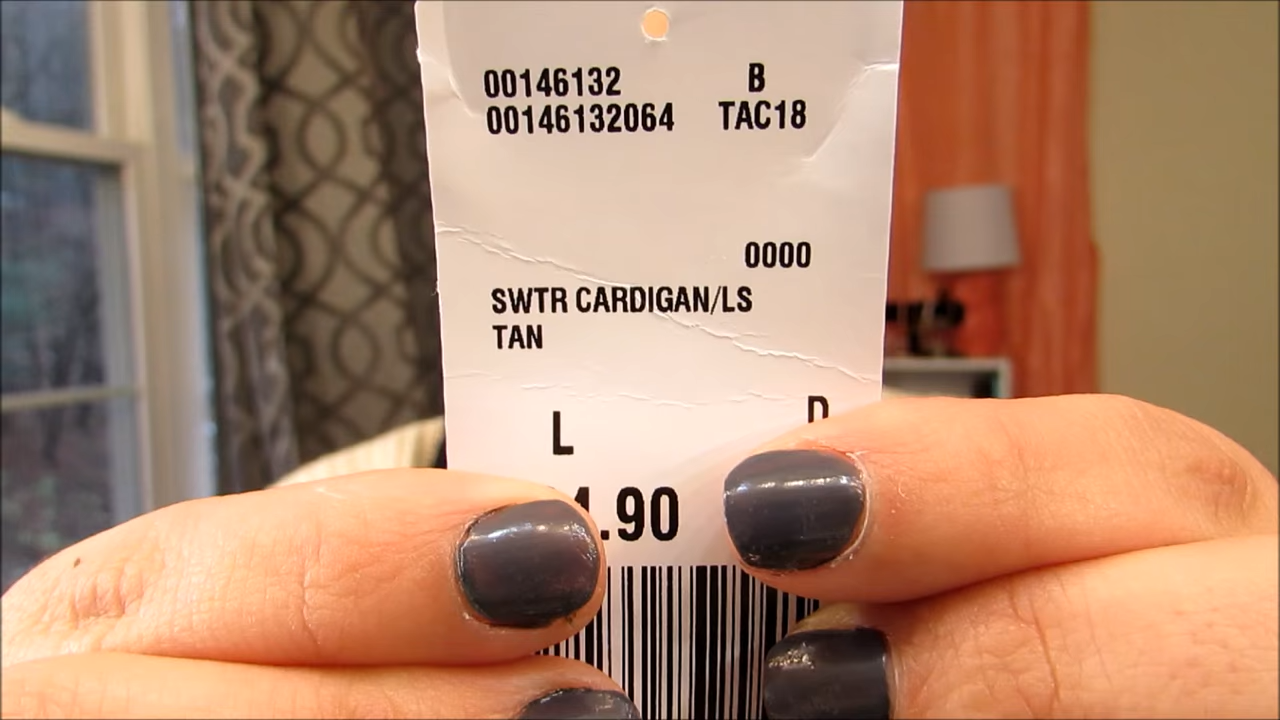 00146132 B
00146132064 TAC18
0000
SWTR CARDIGAN/LS
TAN
L
.90